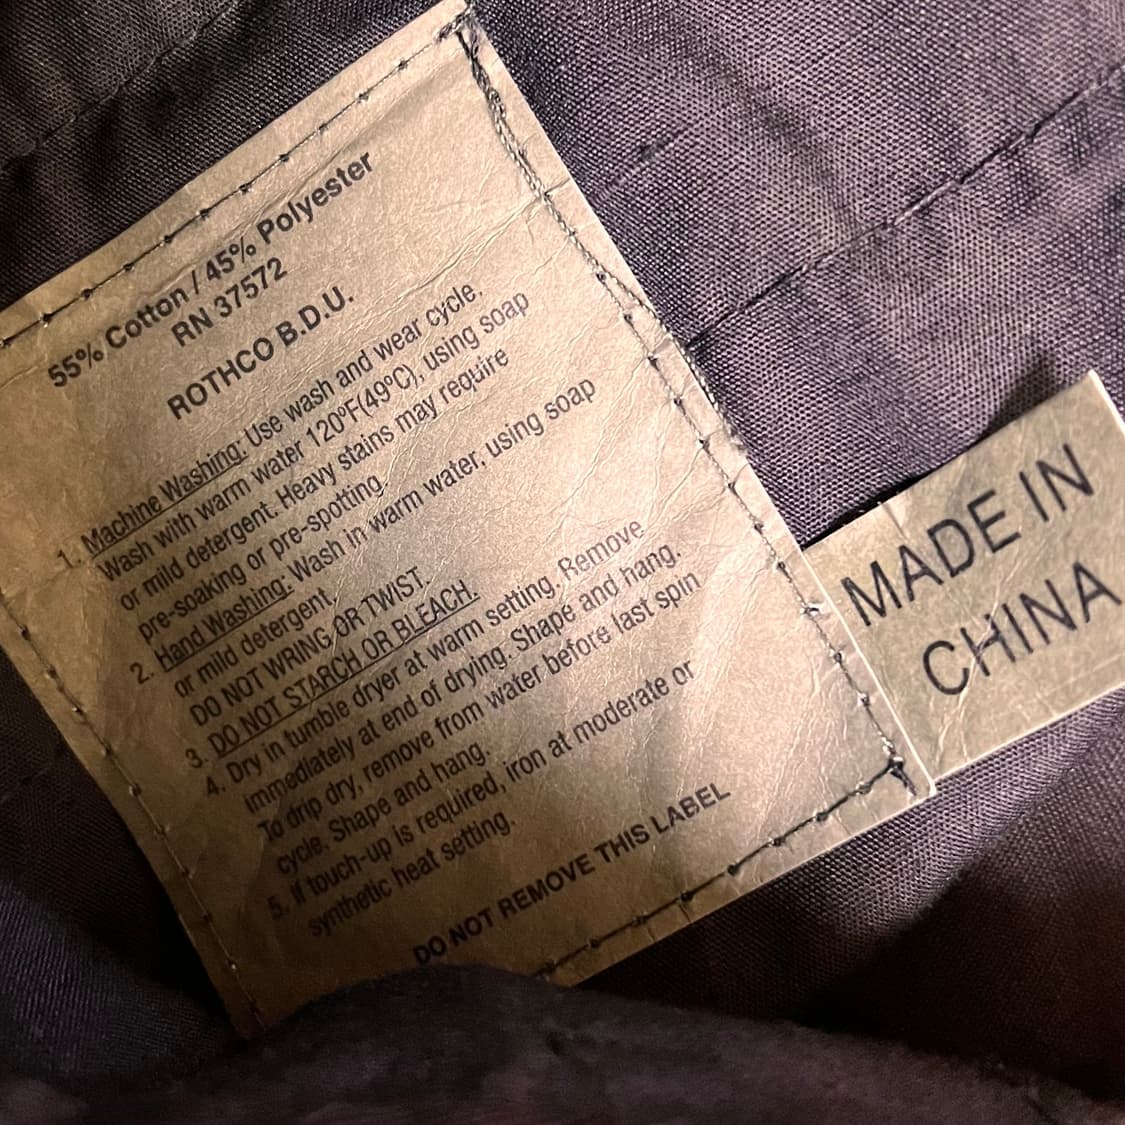 55% Cotton / 45% Polyester
RN 37572
ROTHCO B.D.U.
1. Machine Washing: Use wash and wear cycle.
Wash with warm water 120ºF(49ºC), using soap
or mild detergent. Heavy stains may require
pre-soaking or pre-spotting
2. Hand Washing: Wash in warm water, using soap
or mild detergent.
DO NOT WRING OR TWIST.
3. DO NOT STARCH OR BLEACH.
4. Dry in tumble dryer at warm setting. Remove
immediately at end of drying. Shape and hang.
To drip dry, remove from water before last spin
cycle. Shape and hang.
5. If touch-up is required, iron at moderate or
synthetic heat setting.
DO NOT REMOVE THIS LABEL
MADE IN
CHINA